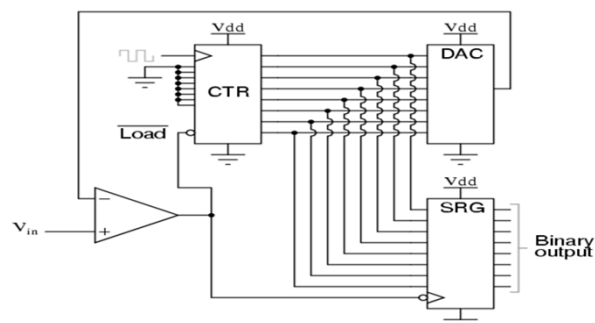 Vdd
Vdd
DAC
CTR
Load
Vdd
SRG
−
Vin
+
Binary
output